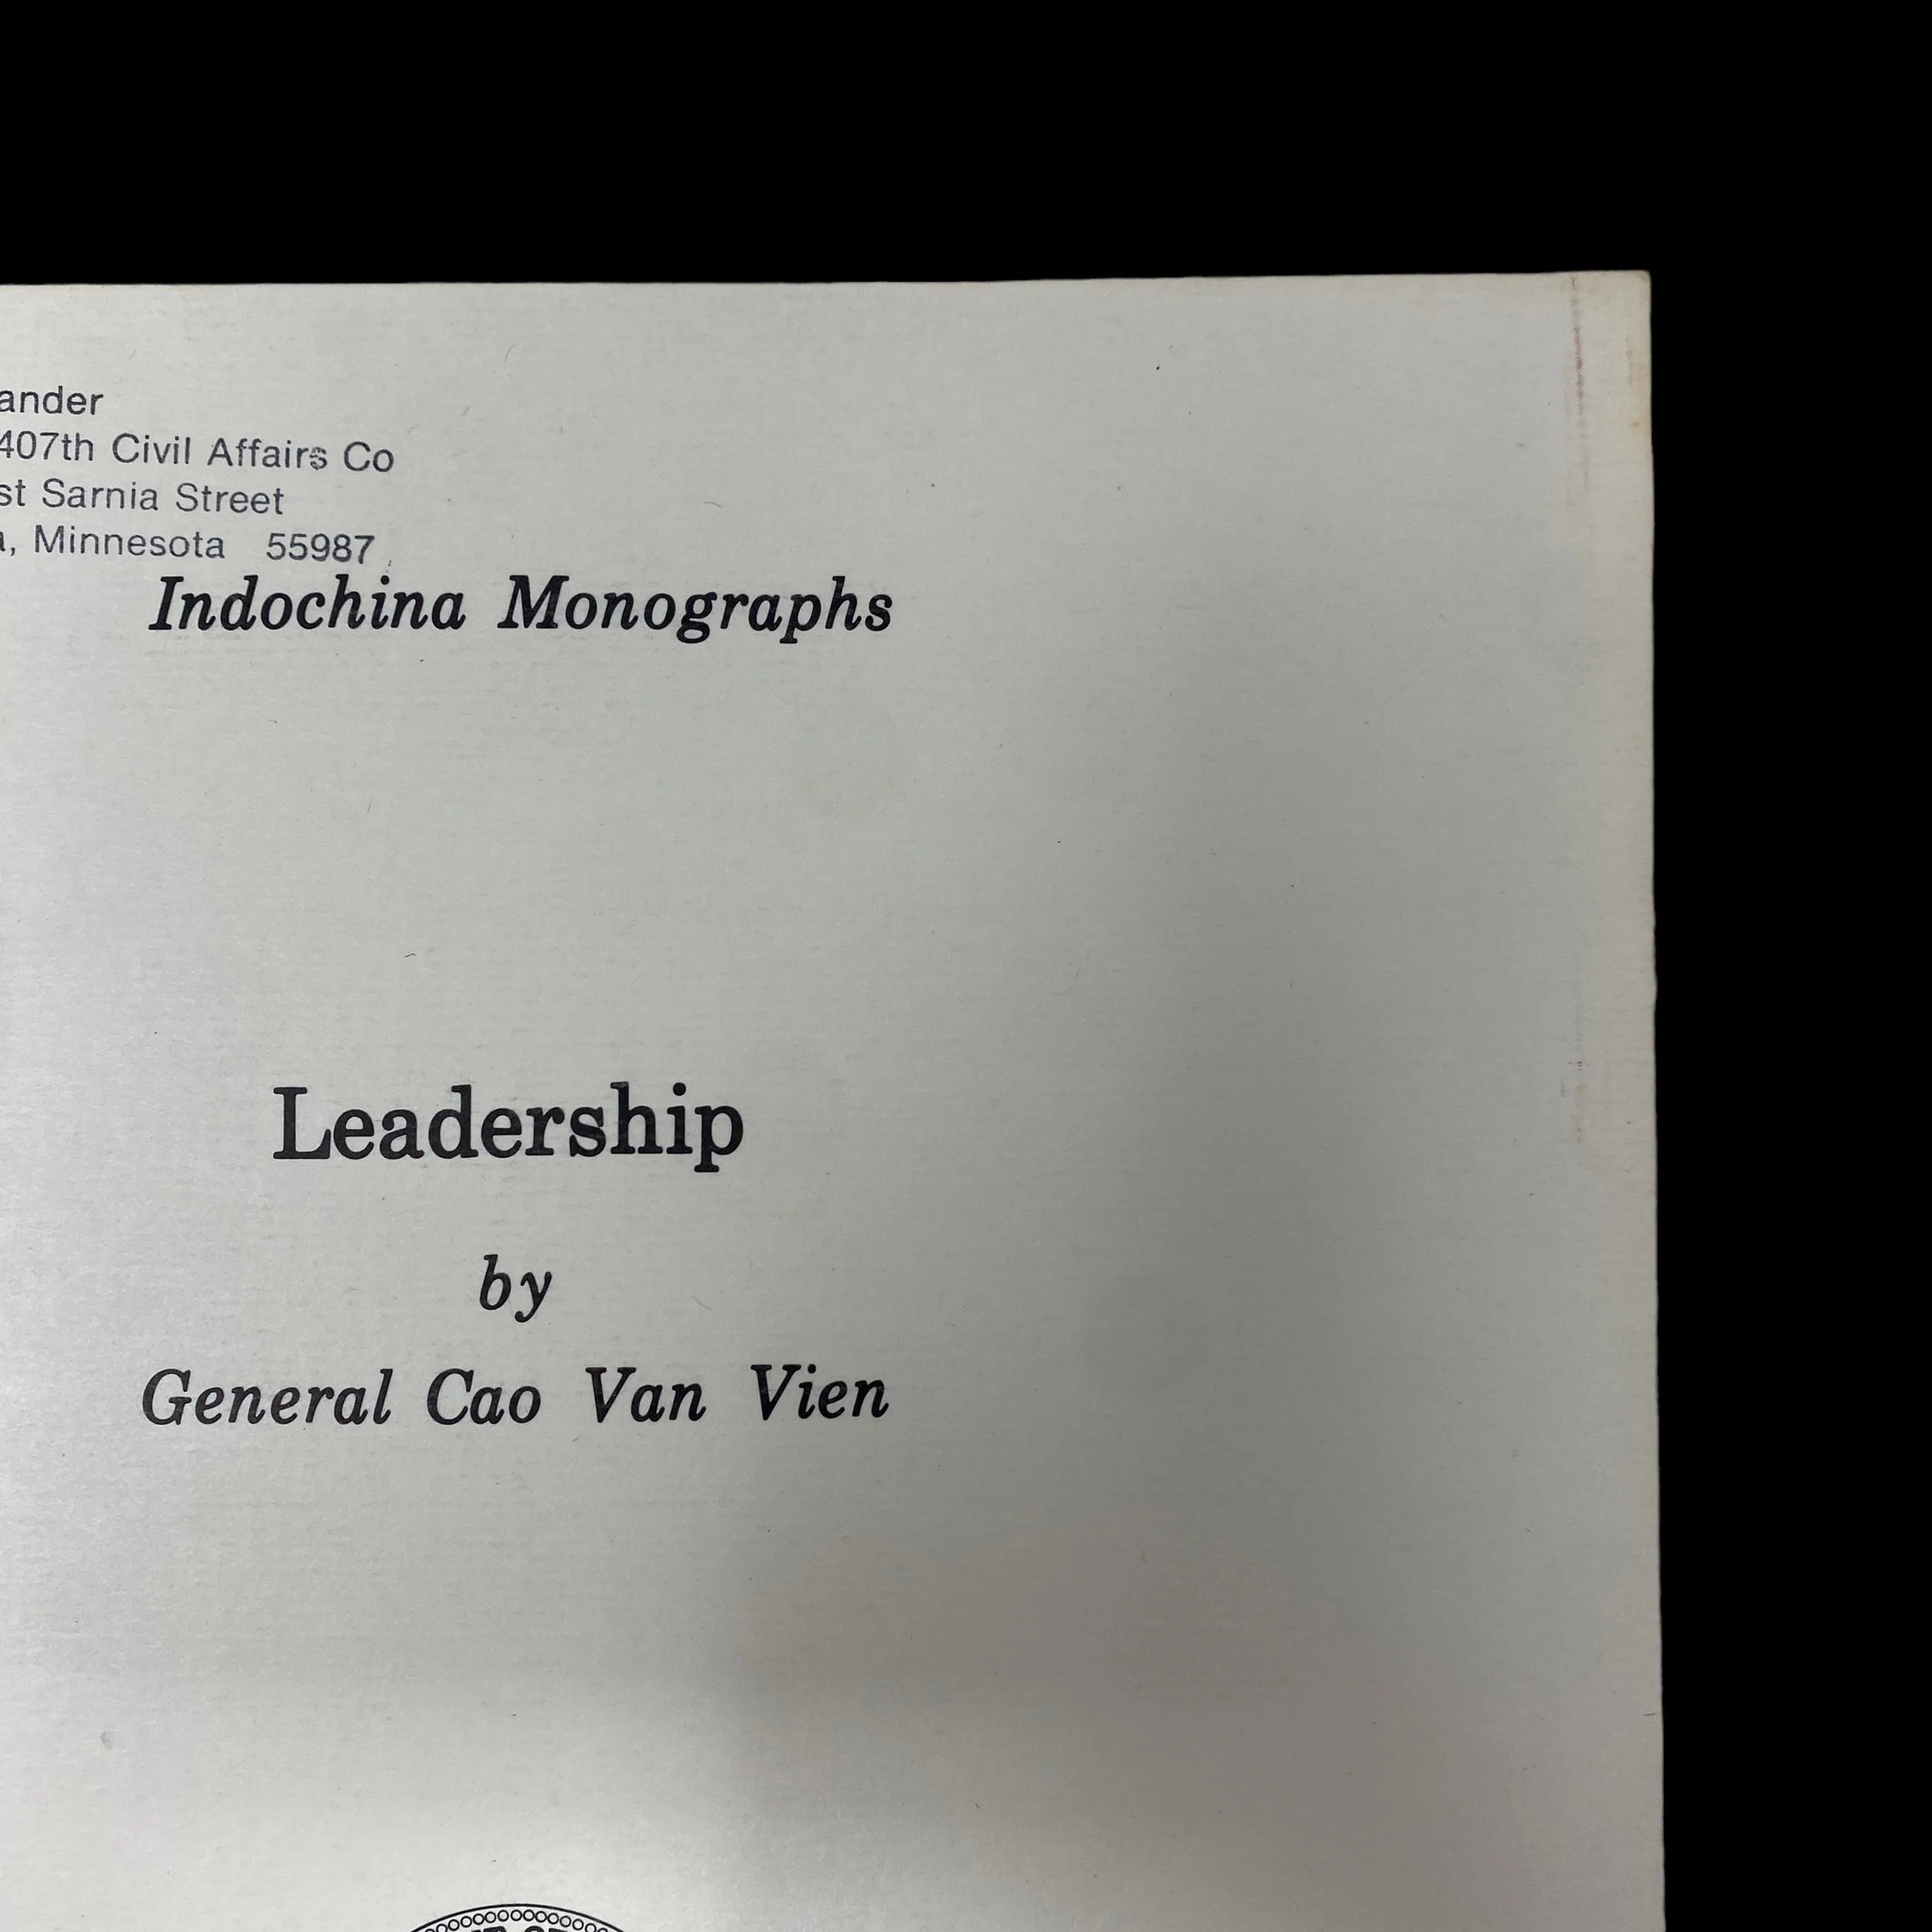 ander
407th Civil Affairs Co
st Sarnia Street
, Minnesota 55987
Indochina Monographs
Leadership
by
General Cao Van Vien